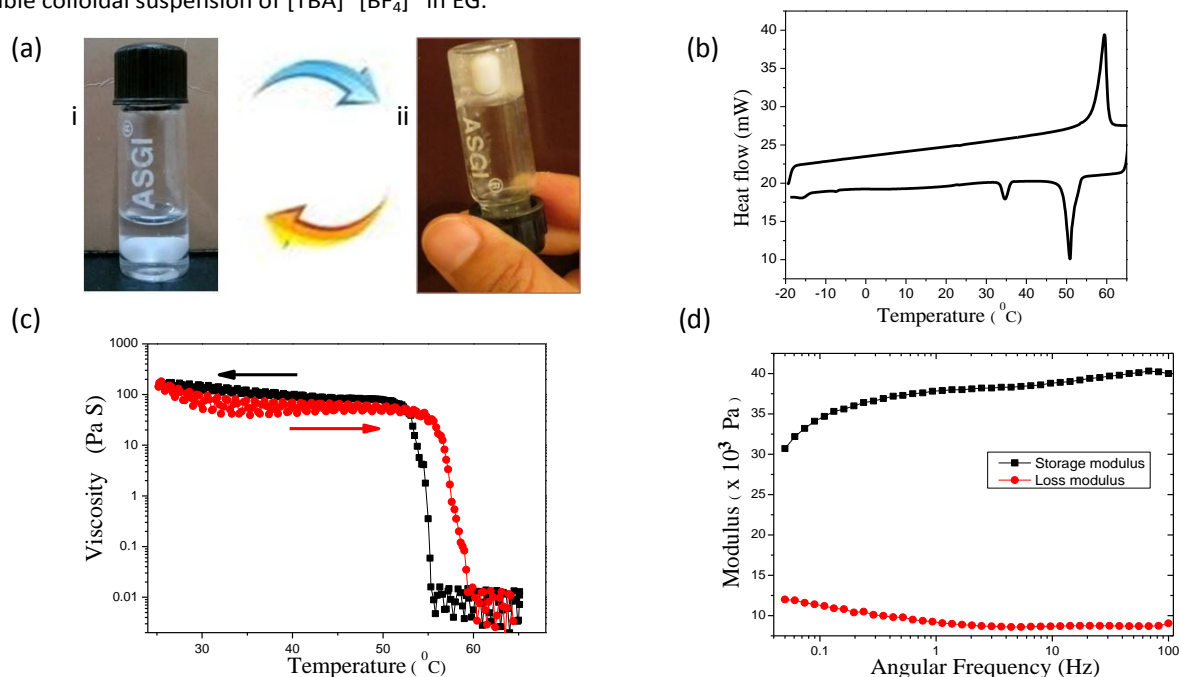 ible colloidal suspension of [TBA]⁺ [BF₄]⁻ in EG.
(a)
i
ASGI®
ii
ASGI®
(b)
Heat flow (mW)
40
35
30
25
20
15
10
-20 -10 0 10 20 30 40 50 60
Temperature ( ⁰C)
(c)
Viscosity (Pa S)
1000
100
10
1
0.1
0.01
30 40 50 60
Temperature ( ⁰C)
(d)
Modulus ( x 10³ Pa )
40
35
30
25
20
15
10
Storage modulus
Loss modulus
0.1 1 10 100
Angular Frequency (Hz)